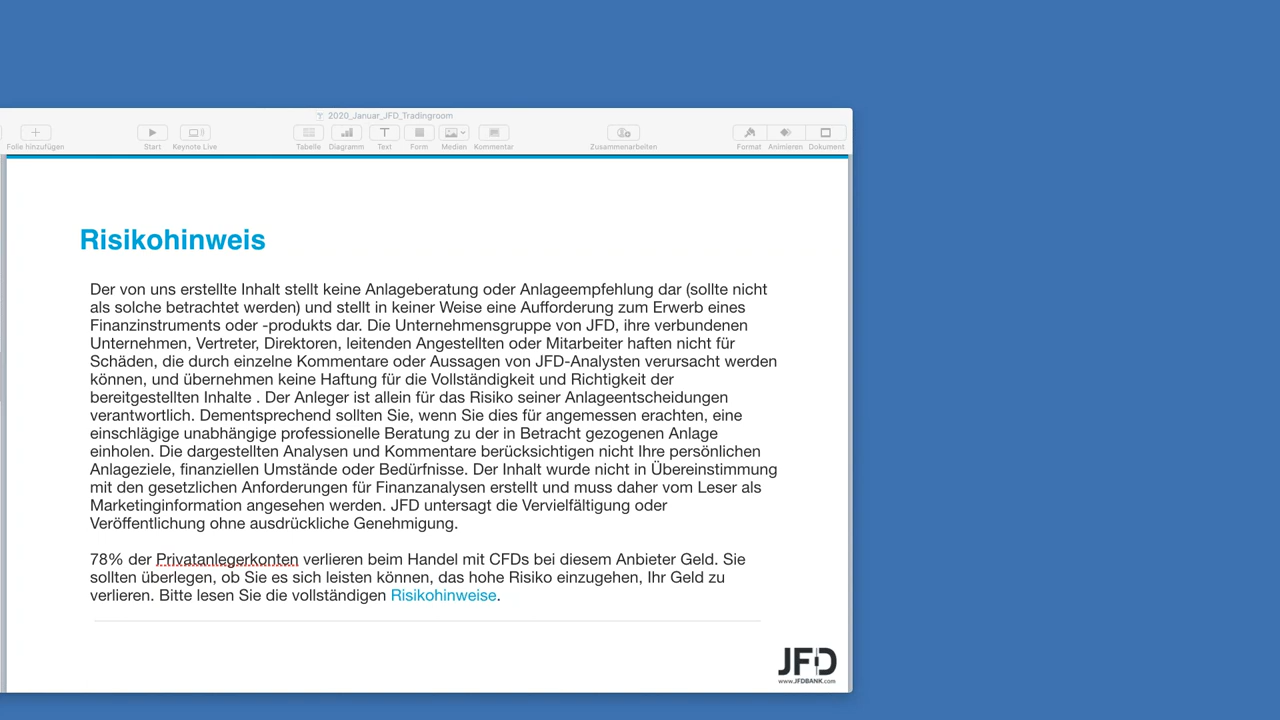 2020_Januar_JFD_Tradingroom
Folie hinzufügen
Start
Keynote Live
Tabelle
Diagramm
Text
Form
Medien
Kommentar
Zusammenarbeiten
Format
Animieren
Dokument
Risikohinweis
Der von uns erstellte Inhalt stellt keine Anlageberatung oder Anlageempfehlung dar (sollte nicht
als solche betrachtet werden) und stellt in keiner Weise eine Aufforderung zum Erwerb eines
Finanzinstruments oder -produkts dar. Die Unternehmensgruppe von JFD, ihre verbundenen
Unternehmen, Vertreter, Direktoren, leitenden Angestellten oder Mitarbeiter haften nicht für
Schäden, die durch einzelne Kommentare oder Aussagen von JFD-Analysten verursacht werden
können, und übernehmen keine Haftung für die Vollständigkeit und Richtigkeit der
bereitgestellten Inhalte . Der Anleger ist allein für das Risiko seiner Anlageentscheidungen
verantwortlich. Dementsprechend sollten Sie, wenn Sie dies für angemessen erachten, eine
einschlägige unabhängige professionelle Beratung zu der in Betracht gezogenen Anlage
einholen. Die dargestellten Analysen und Kommentare berücksichtigen nicht Ihre persönlichen
Anlageziele, finanziellen Umstände oder Bedürfnisse. Der Inhalt wurde nicht in Übereinstimmung
mit den gesetzlichen Anforderungen für Finanzanalysen erstellt und muss daher vom Leser als
Marketinginformation angesehen werden. JFD untersagt die Vervielfältigung oder
Veröffentlichung ohne ausdrückliche Genehmigung.
78% der Privatanlegerkonten verlieren beim Handel mit CFDs bei diesem Anbieter Geld. Sie
sollten überlegen, ob Sie es sich leisten können, das hohe Risiko einzugehen, Ihr Geld zu
verlieren. Bitte lesen Sie die vollständigen Risikohinweise.
JFD
www.JFDBANK.com